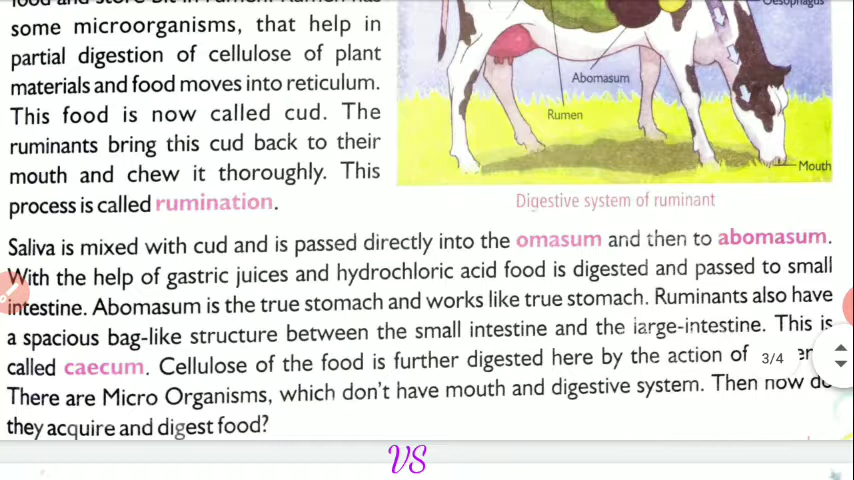 some microorganisms, that help in
partial digestion of cellulose of plant
materials and food moves into reticulum.
This food is now called cud. The
ruminants bring this cud back to their
mouth and chew it thoroughly. This
process is called rumination.
Oesophagus
Abomasum
Rumen
Mouth
Digestive system of ruminant
Saliva is mixed with cud and is passed directly into the omasum and then to abomasum.
With the help of gastric juices and hydrochloric acid food is digested and passed to small
intestine. Abomasum is the true stomach and works like true stomach. Ruminants also have
a spacious bag-like structure between the small intestine and the large-intestine. This is
called caecum. Cellulose of the food is further digested here by the action of
3/4
There are Micro Organisms, which don't have mouth and digestive system. Then now do
they acquire and digest food?
VS